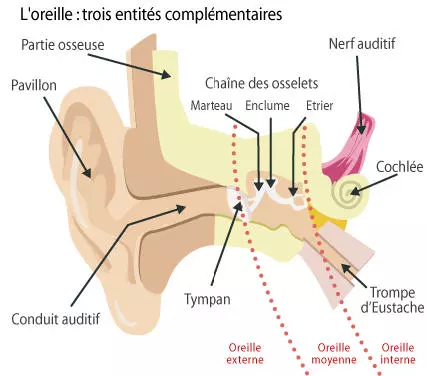 L'oreille : trois entités complémentaires
Partie osseuse
Nerf auditif
Pavillon
Chaîne des osselets
Marteau Enclume Etrier
Cochlée
Tympan
Trompe
d'Eustache
Conduit auditif
Oreille
externe
Oreille
moyenne
Oreille
interne